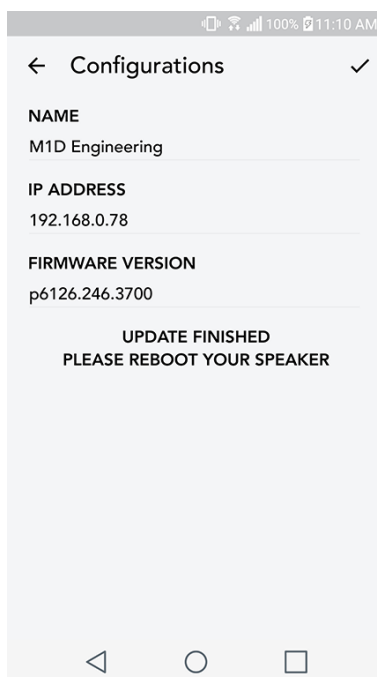 100% 11:10 AM
Configurations
NAME
M1D Engineering
IP ADDRESS
192.168.0.78
FIRMWARE VERSION
p6126.246.3700
UPDATE FINISHED
PLEASE REBOOT YOUR SPEAKER